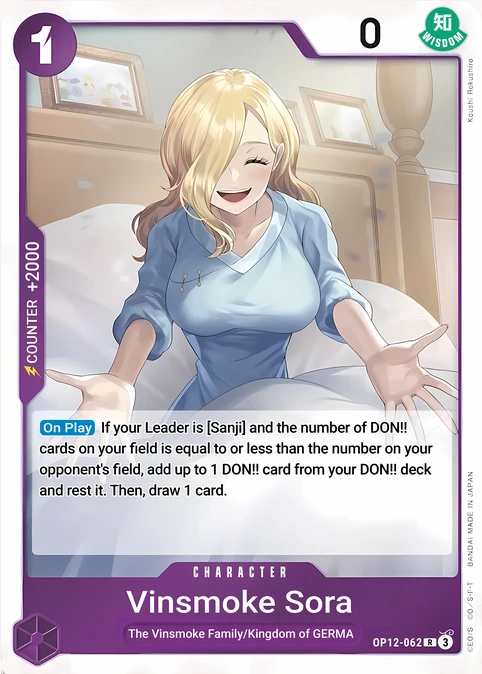 1
0
知
WISDOM
Koushi Rokushiro
COUNTER +2000
On Play If your Leader is [Sanji] and the number of DON!!
cards on your field is equal to or less than the number on your
opponent's field, add up to 1 DON!! card from your DON!! deck
and rest it. Then, draw 1 card.
CHARACTER
Vinsmoke Sora
The Vinsmoke Family/Kingdom of GERMA
OP12-062 R 3
©E.O/S ©O/S・F・T BANDAI MADE IN JAPAN